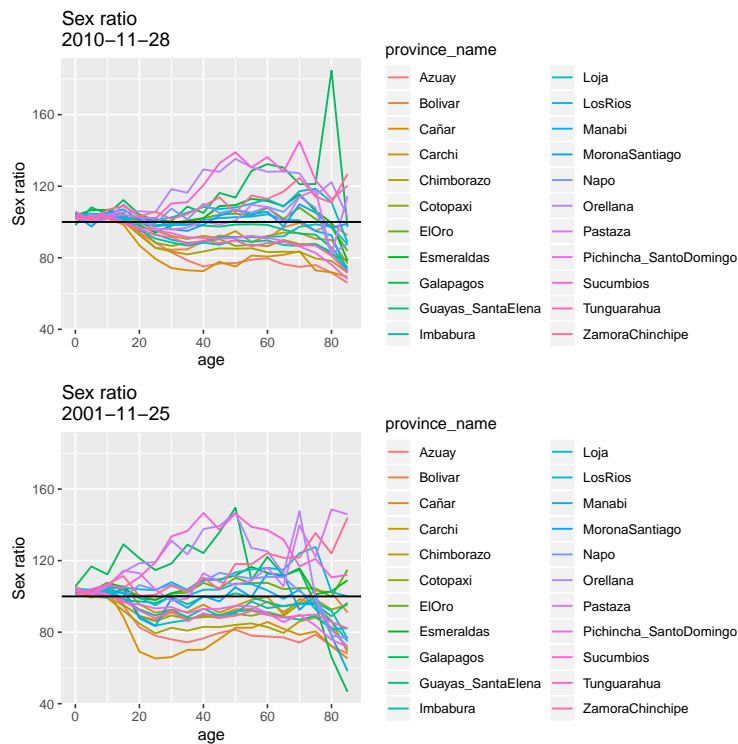 Sex ratio
2010−11−28
160
120
80
40
Sex ratio
0 20 40 60 80
age
province_name
Azuay
Bolivar
Cañar
Carchi
Chimborazo
Cotopaxi
ElOro
Esmeraldas
Galapagos
Guayas_SantaElena
Imbabura
Loja
LosRios
Manabi
MoronaSantiago
Napo
Orellana
Pastaza
Pichincha_SantoDomingo
Sucumbios
Tunguarahua
ZamoraChinchipe
Sex ratio
2001−11−25
160
120
80
40
Sex ratio
0 20 40 60 80
age
province_name
Azuay
Bolivar
Cañar
Carchi
Chimborazo
Cotopaxi
ElOro
Esmeraldas
Galapagos
Guayas_SantaElena
Imbabura
Loja
LosRios
Manabi
MoronaSantiago
Napo
Orellana
Pastaza
Pichincha_SantoDomingo
Sucumbios
Tunguarahua
ZamoraChinchipe